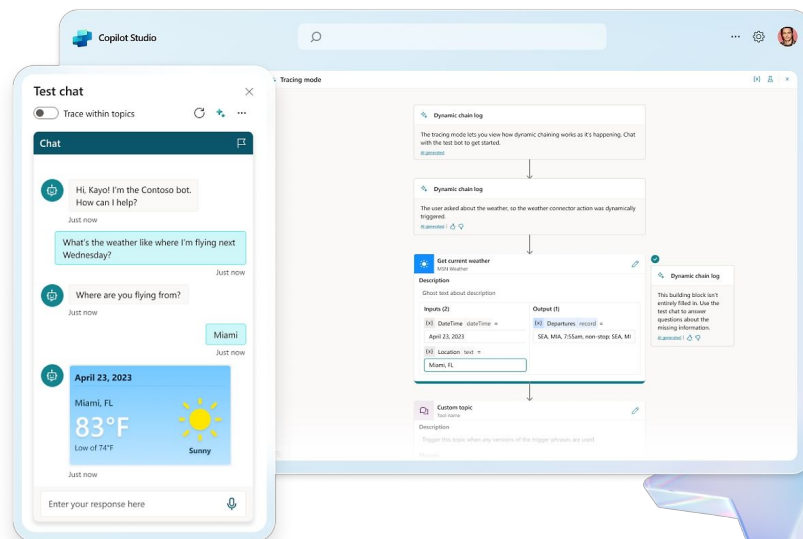 Copilot Studio
Test chat
Trace within topics
Chat
Hi, Kayo! I'm the Contoso bot.
How can I help?
Just now
What's the weather like where I'm flying next
Wednesday?
Just now
Where are you flying from?
Just now
Miami
Just now
April 23, 2023
Miami, FL
83°F
Low of 74°F
Sunny
Just now
Enter your response here
Tracing mode
Dynamic chain log
The tracing mode lets you view how dynamic chaining works as it's happening. Chat
with the test bot to get started.
AI generated
Dynamic chain log
The user asked about the weather, so the weather connector action was dynamically
triggered.
AI generated
Get current weather
MSN Weather
Description
Ghost text about description
Inputs (2)
{x} DateTime dateTime =
April 23, 2023
{x} Location text =
Miami, FL
Output (1)
{x} Departures record =
SEA, MIA, 7:55am, non-stop; SEA, MI
Dynamic chain log
This building block isn't
entirely filled in. Use the
test chat to answer
questions about the
missing information.
AI generated
Custom topic
Tool name
Description
Trigger this topic when any versions of the trigger phrases are used